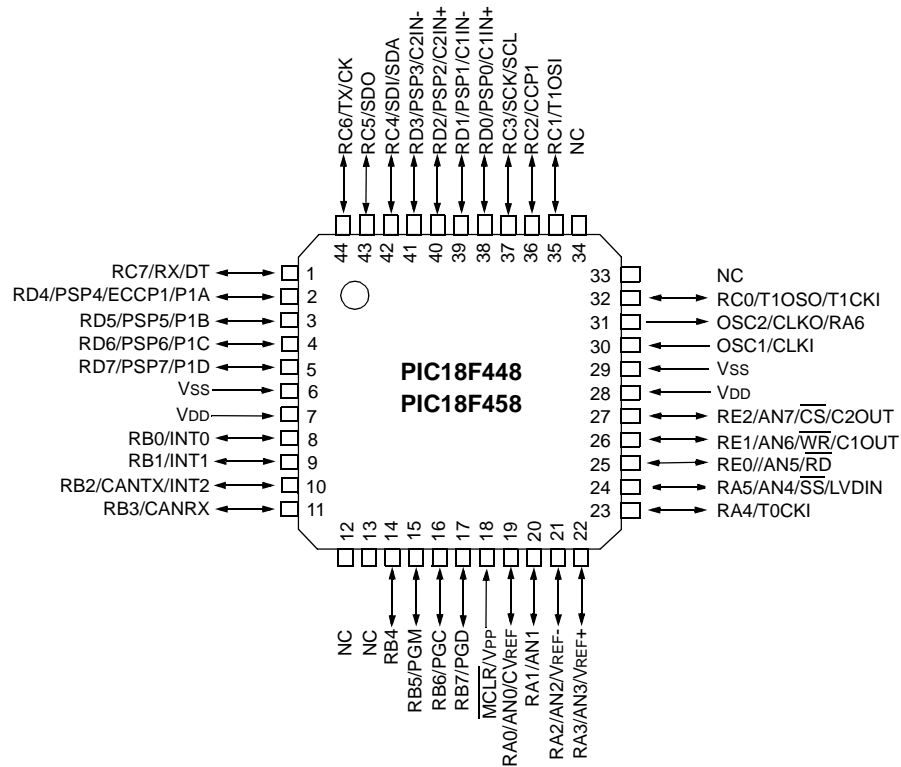 RC6/TX/CK
RC5/SDO
RC4/SDI/SDA
RD3/PSP3/C2IN-
RD2/PSP2/C2IN+
RD1/PSP1/C1IN-
RD0/PSP0/C1IN+
RC3/SCK/SCL
RC2/CCP1
RC1/T1OSI
NC
44
43
42
41
40
39
38
37
36
35
34
RC7/RX/DT
1
RD4/PSP4/ECCP1/P1A
2
RD5/PSP5/P1B
3
RD6/PSP6/P1C
4
RD7/PSP7/P1D
5
VSS
6
VDD
7
RB0/INT0
8
RB1/INT1
9
RB2/CANTX/INT2
10
RB3/CANRX
11
PIC18F448
PIC18F458
33
NC
32
RC0/T1OSO/T1CKI
31
OSC2/CLKO/RA6
30
OSC1/CLKI
29
VSS
28
VDD
27
RE2/AN7/CS/C2OUT
26
RE1/AN6/WR/C1OUT
25
RE0//AN5/RD
24
RA5/AN4/SS/LVDIN
23
RA4/T0CKI
12
13
14
15
16
17
18
19
20
21
22
NC
NC
RB4
RB5/PGM
RB6/PGC
RB7/PGD
MCLR/VPP
RA0/AN0/CVREF
RA1/AN1
RA2/AN2/VREF-
RA3/AN3/VREF+